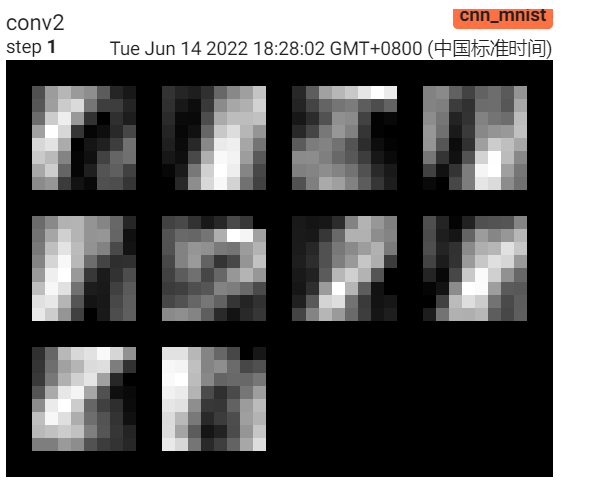 conv2
cnn_mnist
step 1
Tue Jun 14 2022 18:28:02 GMT+0800 (中国标准时间)